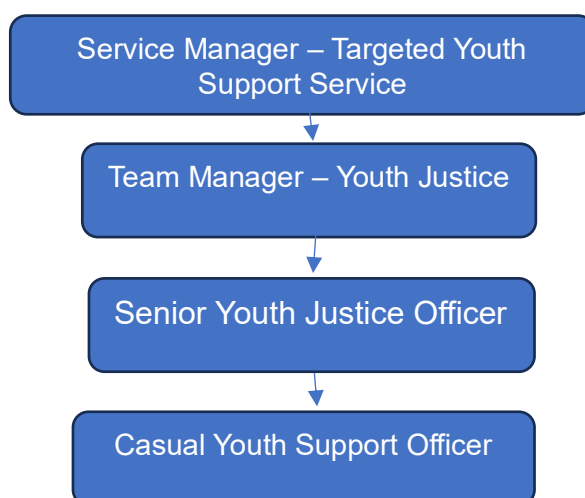 Service Manager – Targeted Youth
Support Service
Team Manager – Youth Justice
Senior Youth Justice Officer
Casual Youth Support Officer